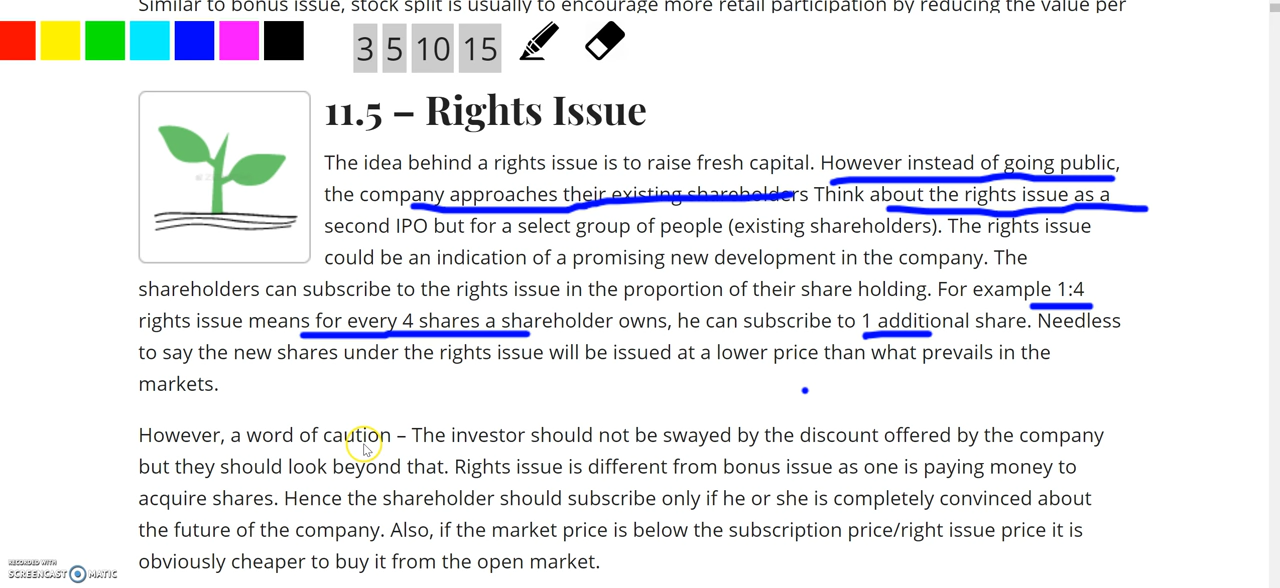 Similar to bonus issue, stock split is usually to encourage more retail participation by reducing the value per
3 5 10 15
11.5 – Rights Issue
The idea behind a rights issue is to raise fresh capital. However instead of going public,
the company approaches their existing shareholders Think about the rights issue as a
second IPO but for a select group of people (existing shareholders). The rights issue
could be an indication of a promising new development in the company. The
shareholders can subscribe to the rights issue in the proportion of their share holding. For example 1:4
rights issue means for every 4 shares a shareholder owns, he can subscribe to 1 additional share. Needless
to say the new shares under the rights issue will be issued at a lower price than what prevails in the
markets.
However, a word of caution – The investor should not be swayed by the discount offered by the company
but they should look beyond that. Rights issue is different from bonus issue as one is paying money to
acquire shares. Hence the shareholder should subscribe only if he or she is completely convinced about
the future of the company. Also, if the market price is below the subscription price/right issue price it is
obviously cheaper to buy it from the open market.
RECORDED WITH
SCREENCAST MATIC